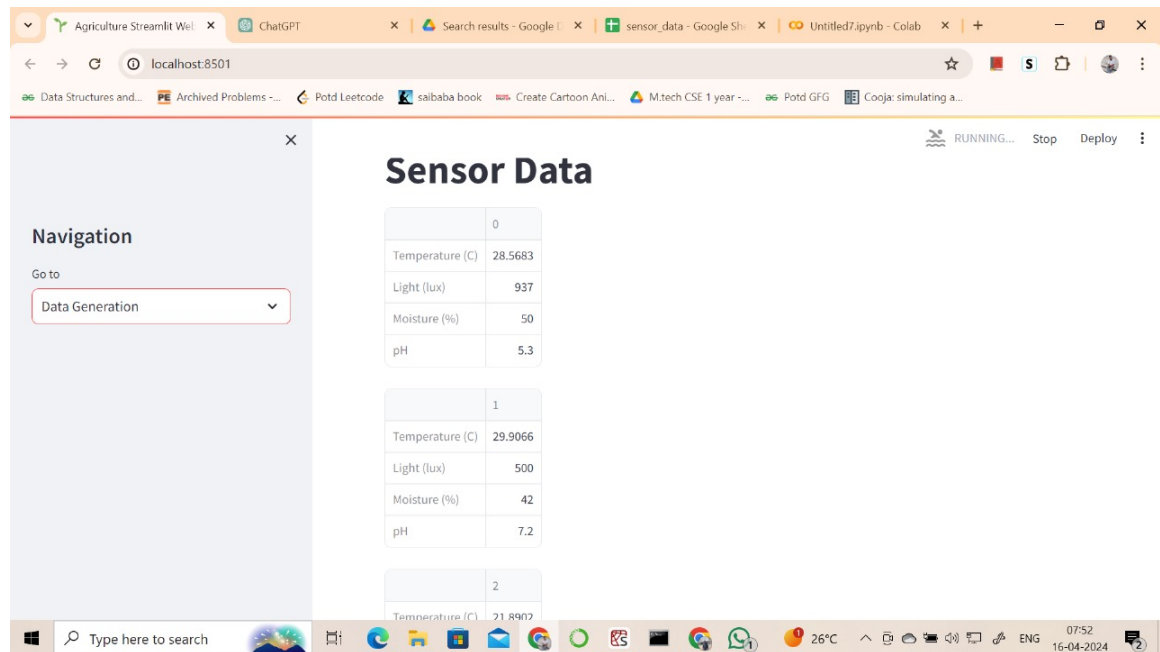 Agriculture Streamlit Web
ChatGPT
Search results - Google D
sensor_data - Google She
Untitled7.ipynb - Colab
localhost:8501
S
Data Structures and...
PE Archived Problems -...
Potd Leetcode
saibaba book
Create Cartoon Ani...
M.tech CSE 1 year -...
Potd GFG
Cooja: simulating a...
RUNNING...
Stop
Deploy
Navigation
Go to
Data Generation
Sensor Data
0
Temperature (C) 28.5683
Light (lux) 937
Moisture (%) 50
pH 5.3
1
Temperature (C) 29.9066
Light (lux) 500
Moisture (%) 42
pH 7.2
2
Temperature (C) 21.8902
Type here to search
26°C
ENG
07:52
16-04-2024
2